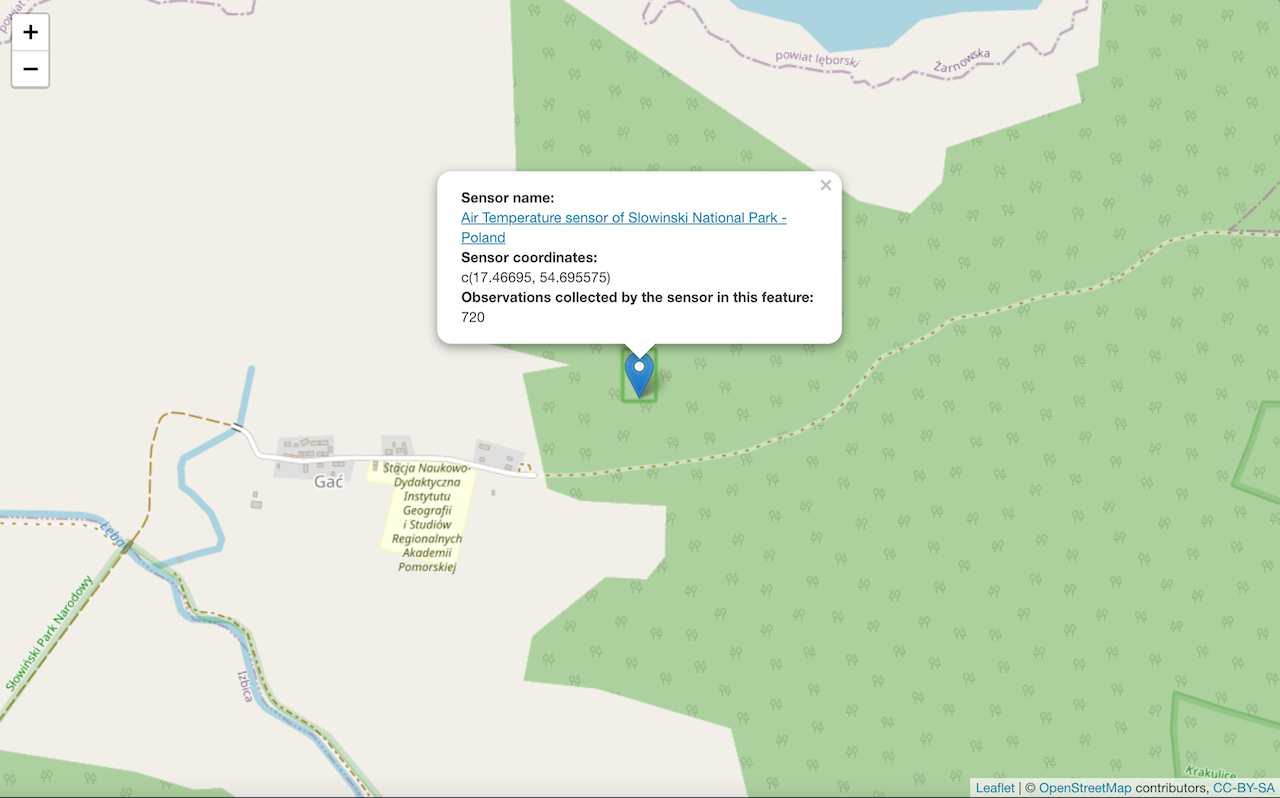 powiat
+
−
powiat lęborski
Żarnowska
×
Sensor name:
Air Temperature sensor of Slowinski National Park -
Poland
Sensor coordinates:
c(17.46695, 54.695575)
Observations collected by the sensor in this feature:
720
Gać
Stacja Naukowo-
Dydaktyczna
Instytutu
Geografii
i Studiów
Regionalnych
Akademii
Pomorskiej
Łeba
Słowiński Park Narodowy
Izbica
Krakulice
Leaflet | © OpenStreetMap contributors, CC-BY-SA